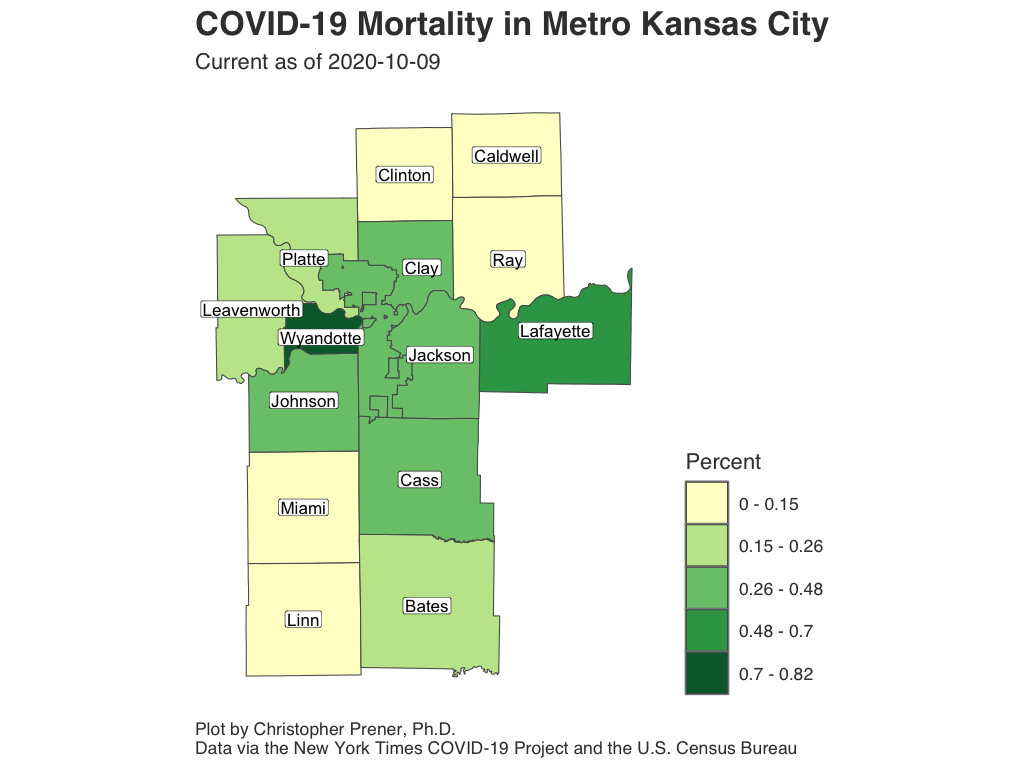 COVID-19 Mortality in Metro Kansas City
Current as of 2020-10-09
Caldwell
Clinton
Platte
Clay
Ray
Leavenworth
Lafayette
Wyandotte
Jackson
Johnson
Cass
Miami
Bates
Linn
Percent
0 - 0.15
0.15 - 0.26
0.26 - 0.48
0.48 - 0.7
0.7 - 0.82
Plot by Christopher Prener, Ph.D.
Data via the New York Times COVID-19 Project and the U.S. Census Bureau